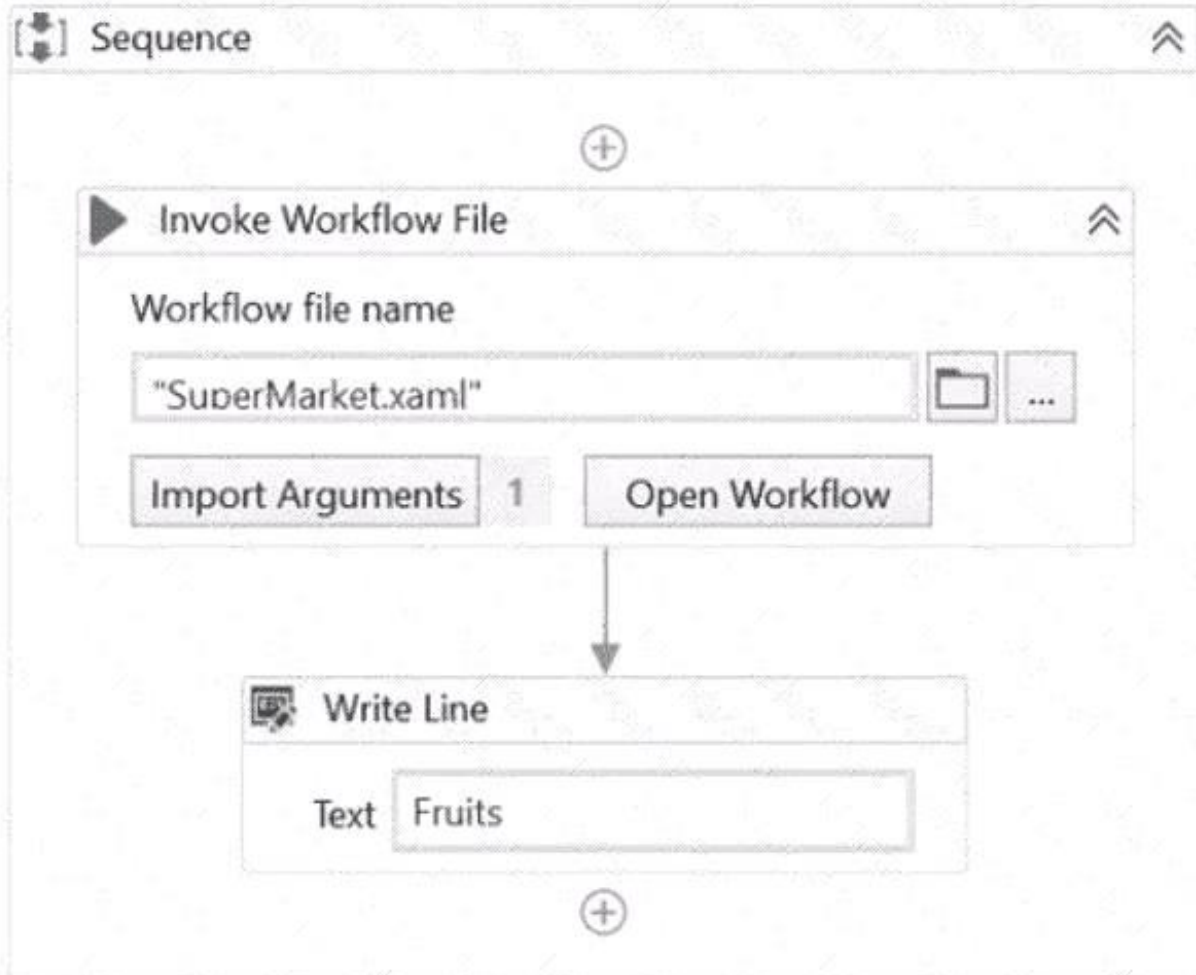 Sequence
Invoke Workflow File
Workflow file name
"SuperMarket.xaml"
...
Import Arguments 1 Open Workflow
Write Line
Text Fruits